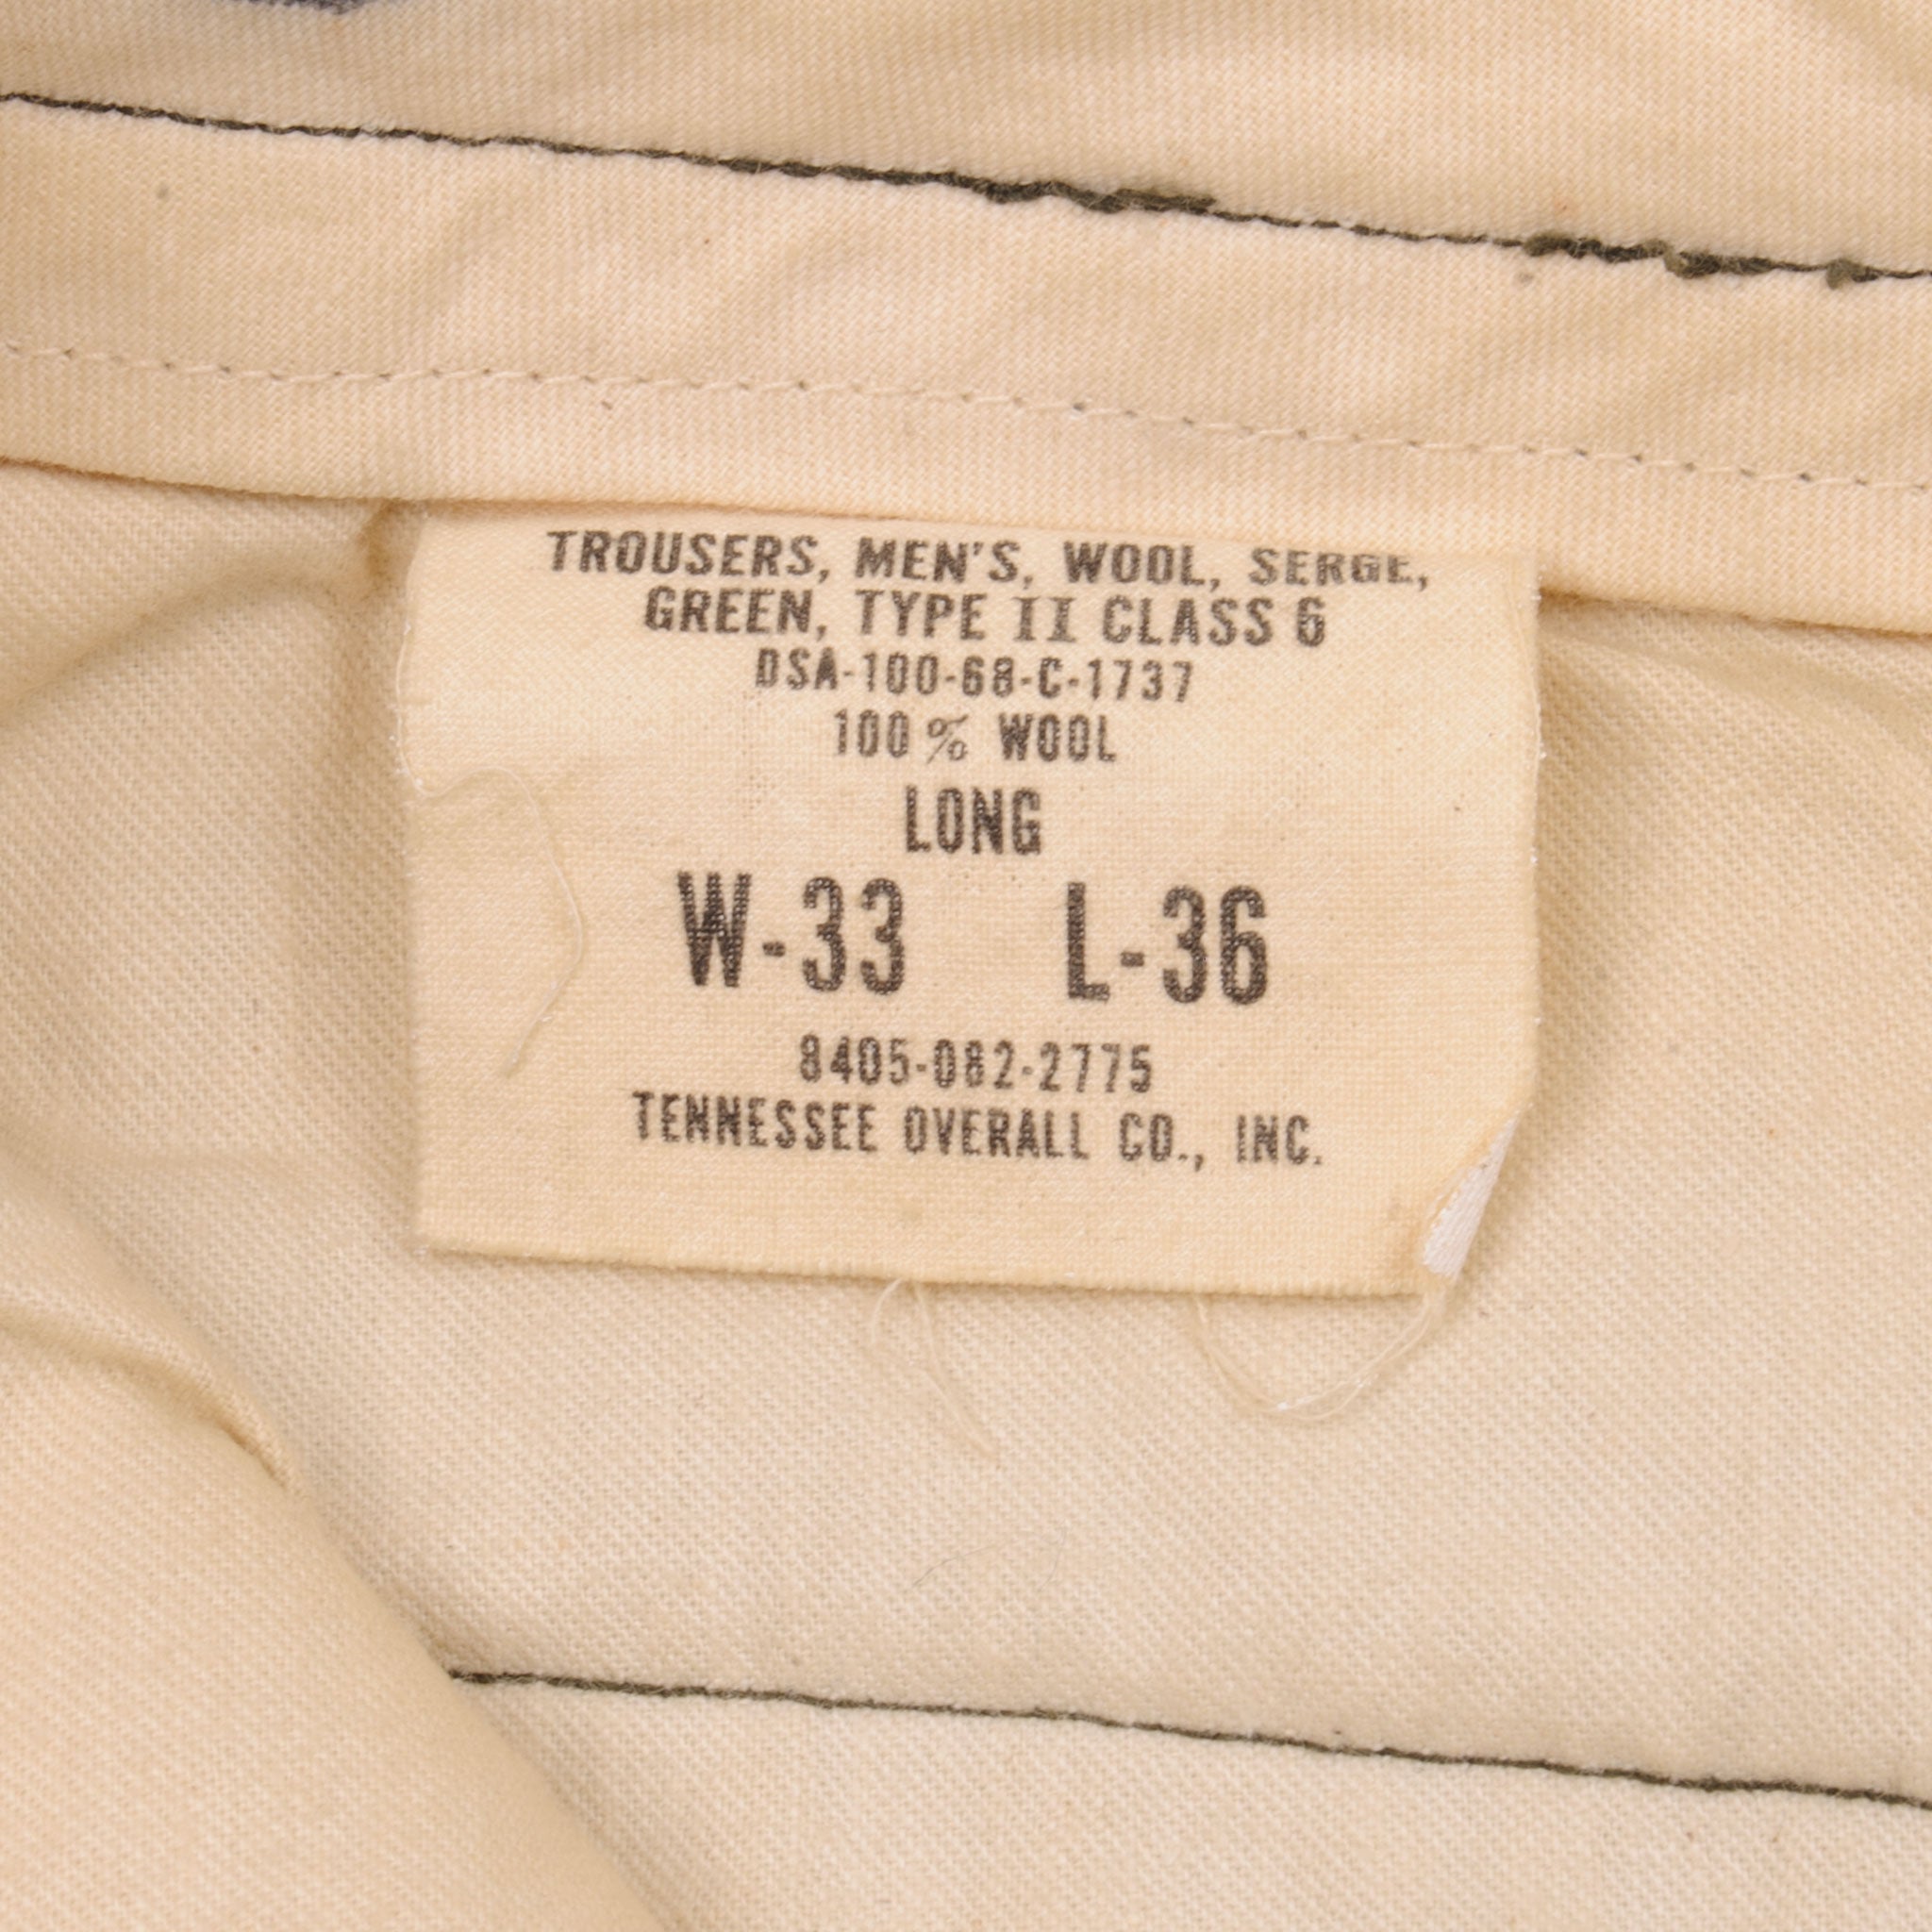 TROUSERS, MEN'S, WOOL, SERGE,
GREEN, TYPE II CLASS 6
DSA-100-68-C-1737
100% WOOL
LONG
W-33 L-36
8405-082-2775
TENNESSEE OVERALL CO., INC.